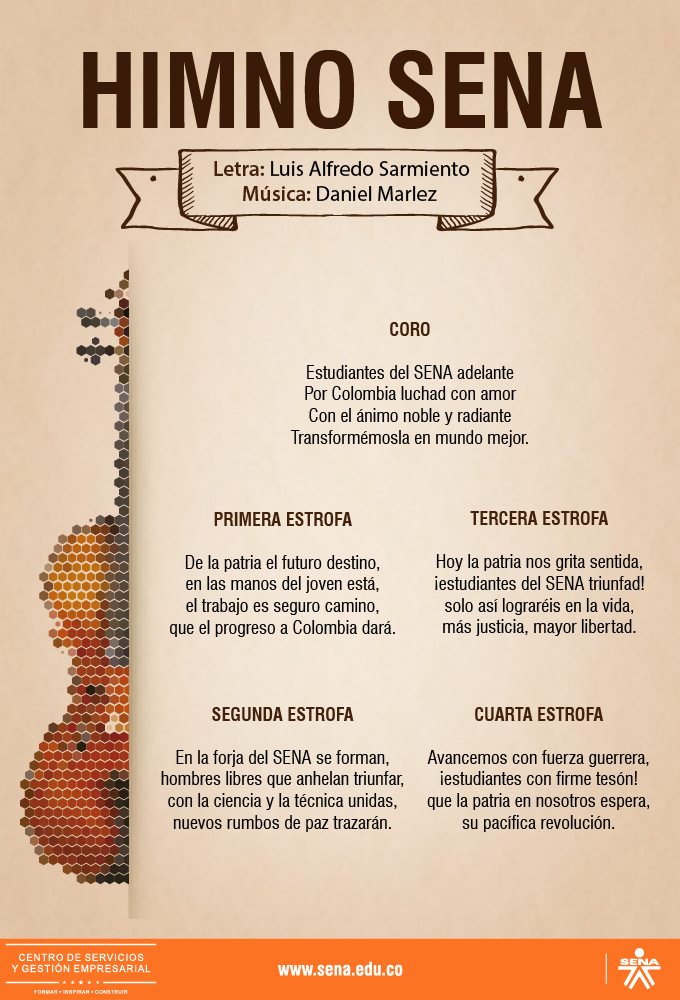 HIMNO SENA
Letra: Luis Alfredo Sarmiento
Música: Daniel Marlez
CORO
Estudiantes del SENA adelante
Por Colombia luchad con amor
Con el ánimo noble y radiante
Transformémosla en mundo mejor.
PRIMERA ESTROFA
De la patria el futuro destino,
en las manos del joven está,
el trabajo es seguro camino,
que el progreso a Colombia dará.
SEGUNDA ESTROFA
En la forja del SENA se forman,
hombres libres que anhelan triunfar,
con la ciencia y la técnica unidas,
nuevos rumbos de paz trazarán.
TERCERA ESTROFA
Hoy la patria nos grita sentida,
¡estudiantes del SENA triunfad!
solo así lograréis en la vida,
más justicia, mayor libertad.
CUARTA ESTROFA
Avancemos con fuerza guerrera,
¡estudiantes con firme tesón!
que la patria en nosotros espera,
su pacífica revolución.
CENTRO DE SERVICIOS
Y GESTIÓN EMPRESARIAL
FORMAR • INSPIRAR • CONSTRUIR
www.sena.edu.co
SENA